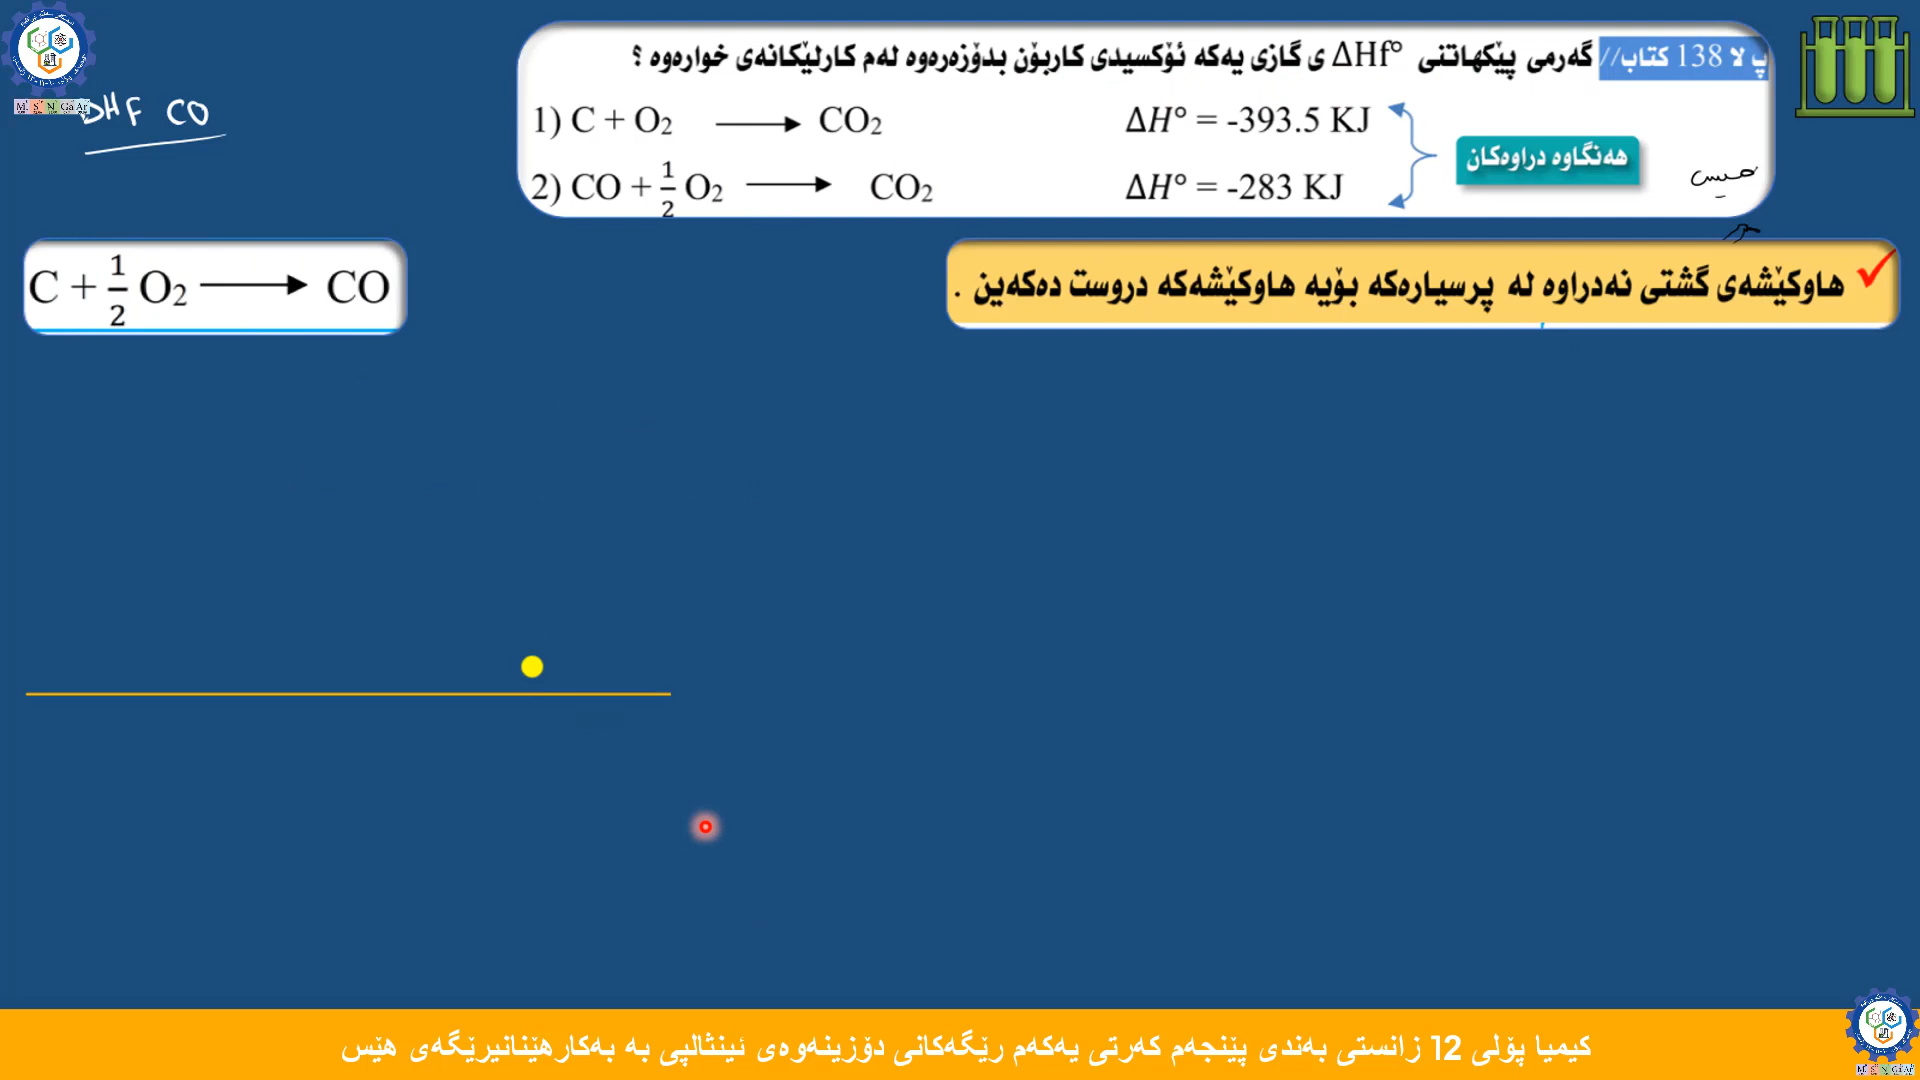 پ لا 138 كتاب// گەرمی پێکهاتنی ΔHf° ی گازی یەکە ئۆکسیدی کاربۆن بدۆزەرەوە لەم کارلێکانەی خوارەوە ؟
DHF CO
1) C + O₂ ⟶ CO₂ ΔH° = -393.5 KJ
هەنگاوە دراوەکان
2) CO + 1/2 O₂ ⟶ CO₂ ΔH° = -283 KJ
C + 1/2 O₂ ⟶ CO
✓ هاوکێشەی گشتی نەدراوە لە پرسیارەکە بۆیە هاوکێشەکە دروست دەکەین .
کیمیا پۆلی 12 زانستی بەندی پێنجەم کەرتی یەکەم رێگەکانی دۆزینەوەی ئینثالپی بە بەکارهێنانیرێگەی هێس